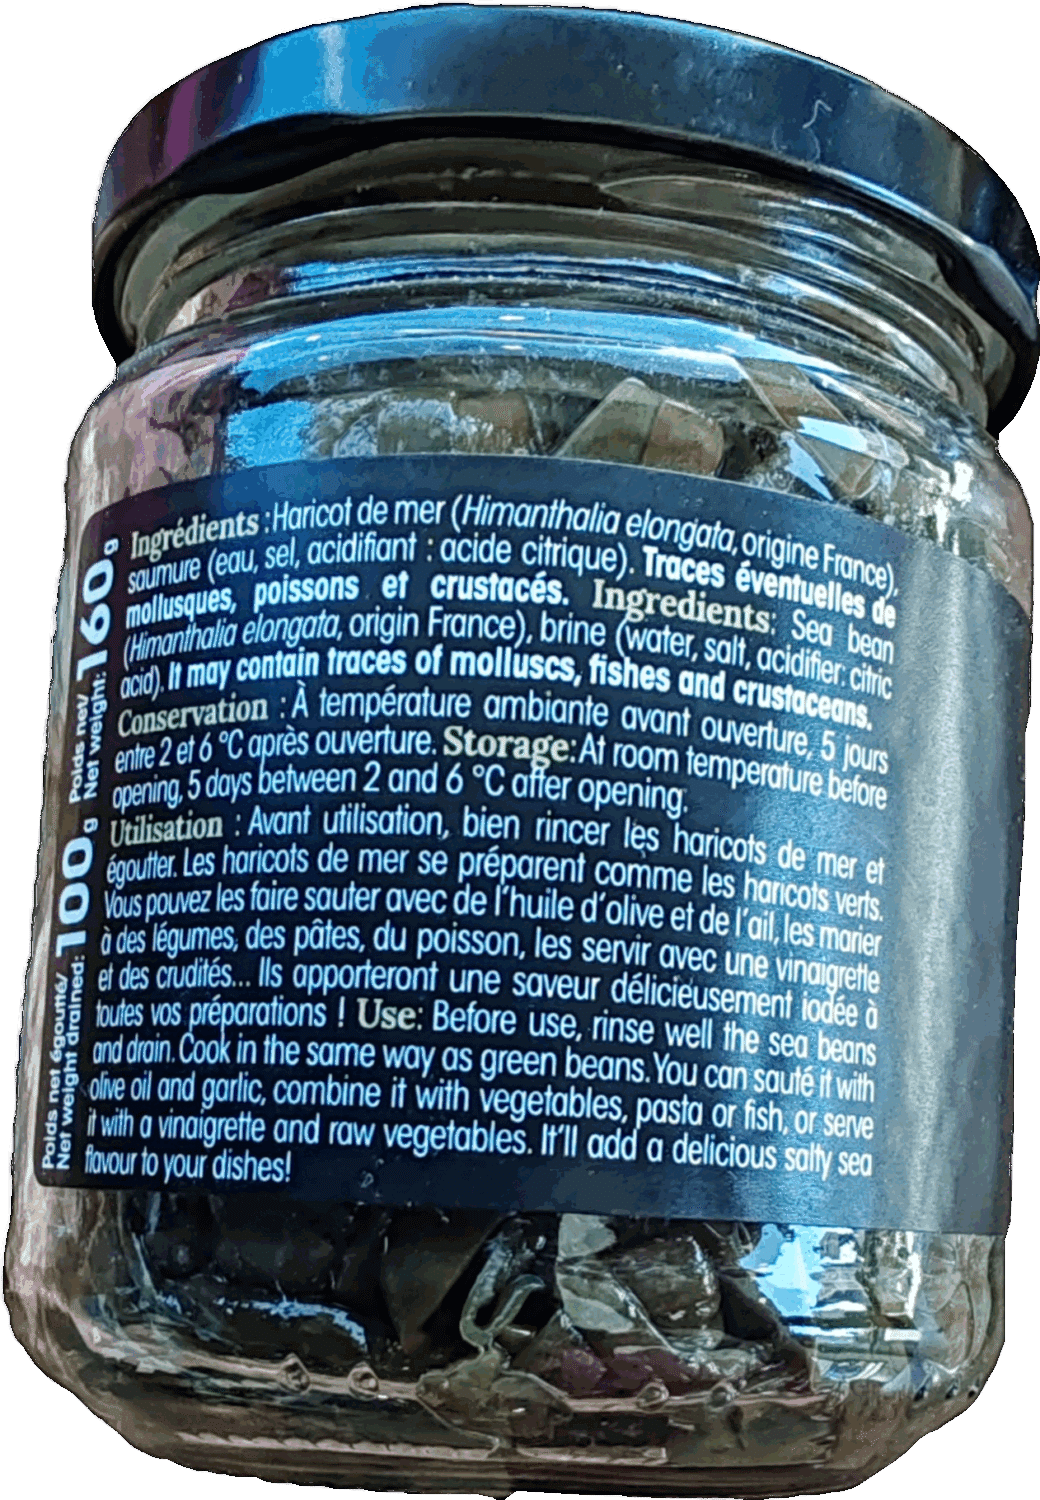 Ingrédients : Haricot de mer (Himanthalia elongata, origine France),
saumure (eau, sel, acidifiant : acide citrique). Traces éventuelles de
mollusques, poissons et crustacés. Ingredients: Sea bean
(Himanthalia elongata, origin France), brine (water, salt, acidifier: citric
acid). It may contain traces of molluscs, fishes and crustaceans.
Conservation : À température ambiante avant ouverture, 5 jours
entre 2 et 6 °C après ouverture. Storage: At room temperature before
opening, 5 days between 2 and 6 °C after opening.
Utilisation : Avant utilisation, bien rincer les haricots de mer et
égoutter. Les haricots de mer se préparent comme les haricots verts.
Vous pouvez les faire sauter avec de l'huile d'olive et de l'ail, les marier
à des légumes, des pâtes, du poisson, les servir avec une vinaigrette
et des crudités... Ils apporteront une saveur délicieusement iodée à
toutes vos préparations ! Use: Before use, rinse well the sea beans
and drain. Cook in the same way as green beans. You can sauté it with
olive oil and garlic, combine it with vegetables, pasta or fish, or serve
it with a vinaigrette and raw vegetables. It'll add a delicious salty sea
flavour to your dishes!
Poids net égoutté/
Net weight drained: 100 g
Poids net/
Net weight: 160 g